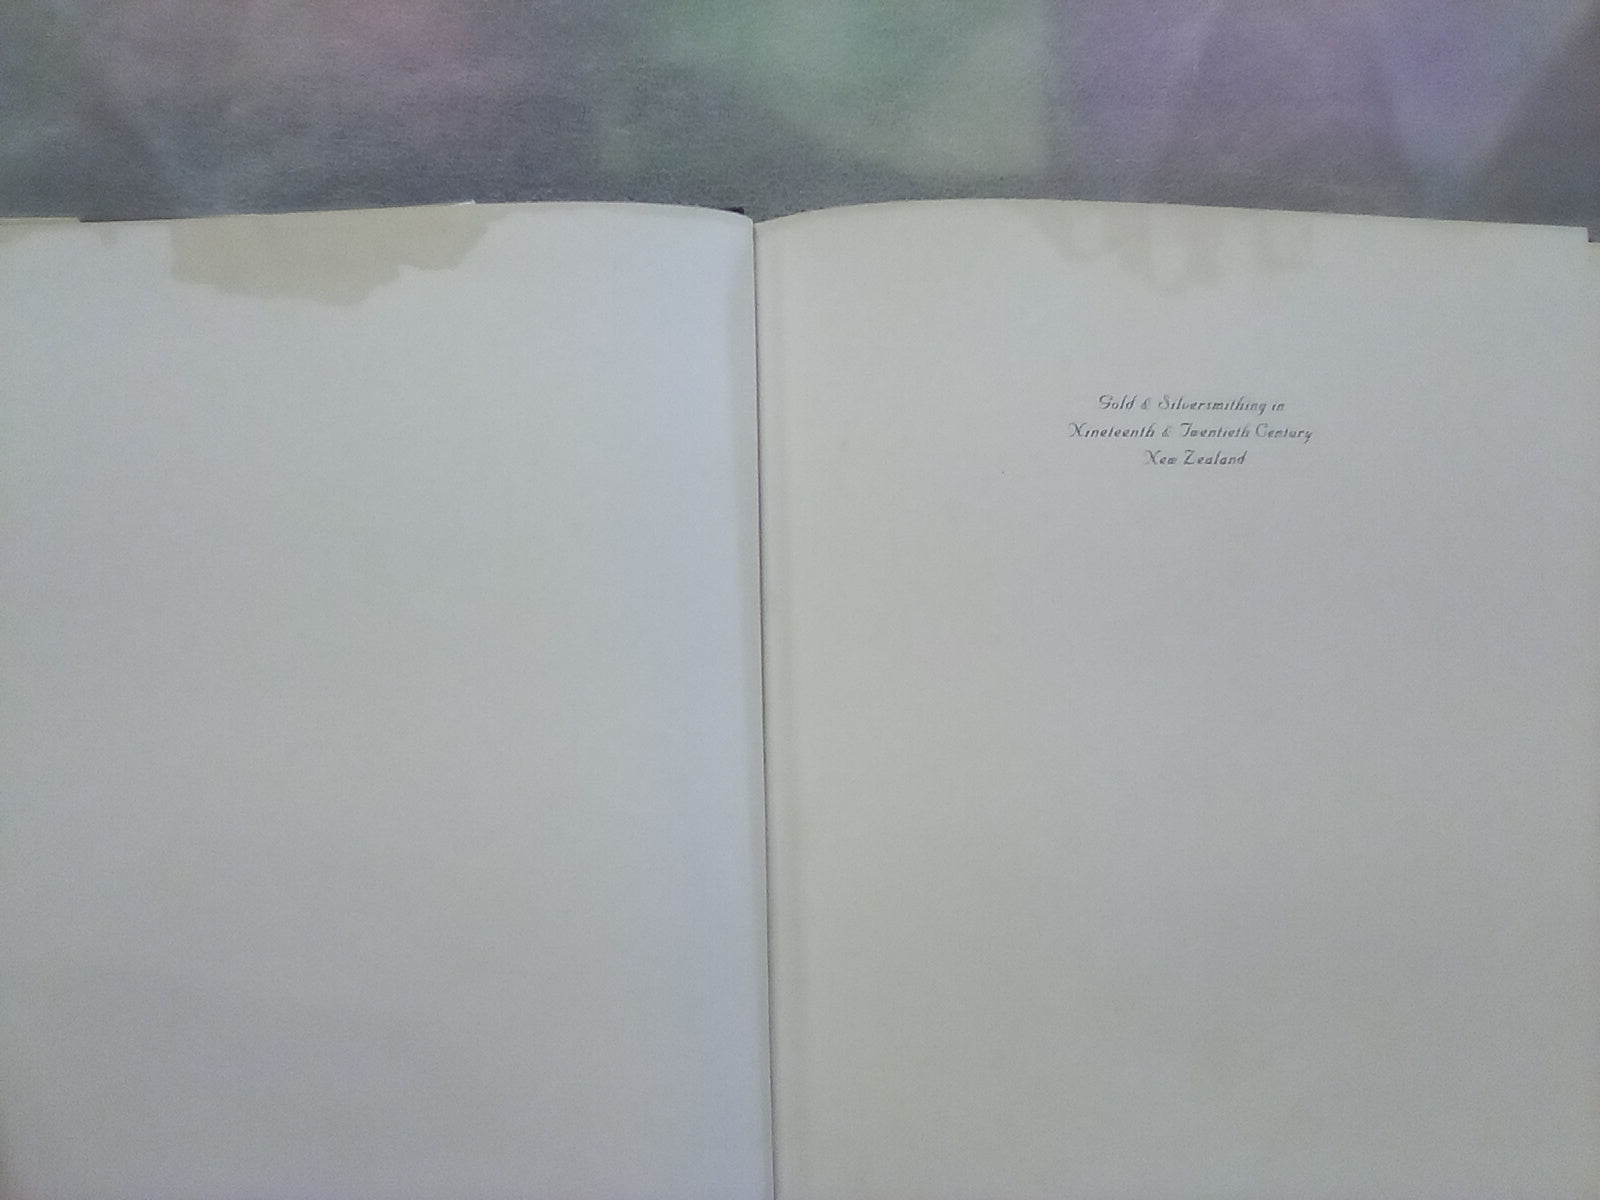 Gold & Silversmithing in
Nineteenth & Twentieth Century
New Zealand